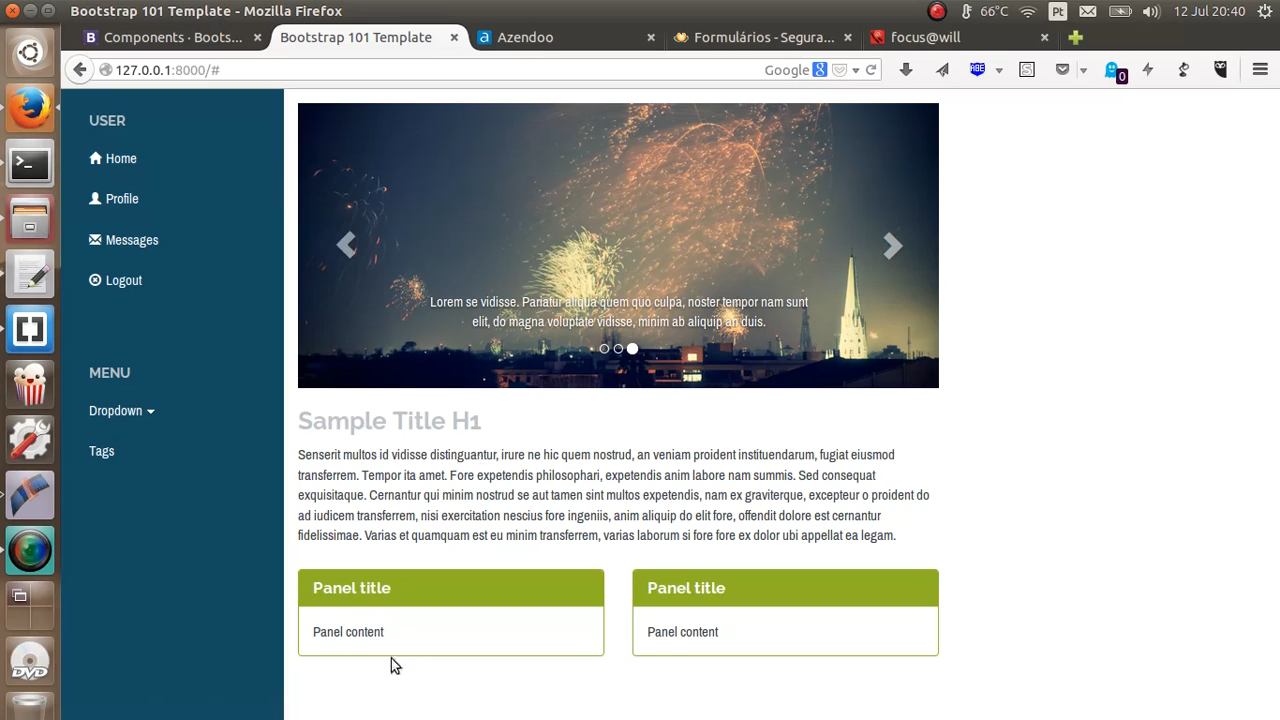 Bootstrap 101 Template - Mozilla Firefox
66°C Pt 12 Jul 20:40
Components · Boots...
Bootstrap 101 Template
Azendoo
Formulários - Segura...
focus@will
127.0.0.1:8000/#
Google
8
ABE
S
0
USER
Home
Profile
Messages
Logout
MENU
Dropdown
Tags
Lorem se vidisse. Pariatur aliqua quem quo culpa, noster tempor nam sunt
elit, do magna voluptate vidisse, minim ab aliquip an duis.
Sample Title H1
Senserit multos id vidisse distinguantur, irure ne hic quem nostrud, an veniam proident instituendarum, fugiat eiusmod
transferrem. Tempor ita amet. Fore expetendis philosophari, expetendis anim labore nam summis. Sed consequat
exquisitaque. Cernantur qui minim nostrud se aut tamen sint multos expetendis, nam ex graviterque, excepteur o proident do
ad iudicem transferrem, nisi exercitation nescius fore ingeniis, anim aliquip do elit fore, offendit dolore est cernantur
fidelissimae. Varias et quamquam est eu minim transferrem, varias laborum si fore fore ex dolor ubi appellat ea legam.
Panel title
Panel content
Panel title
Panel content
DVD